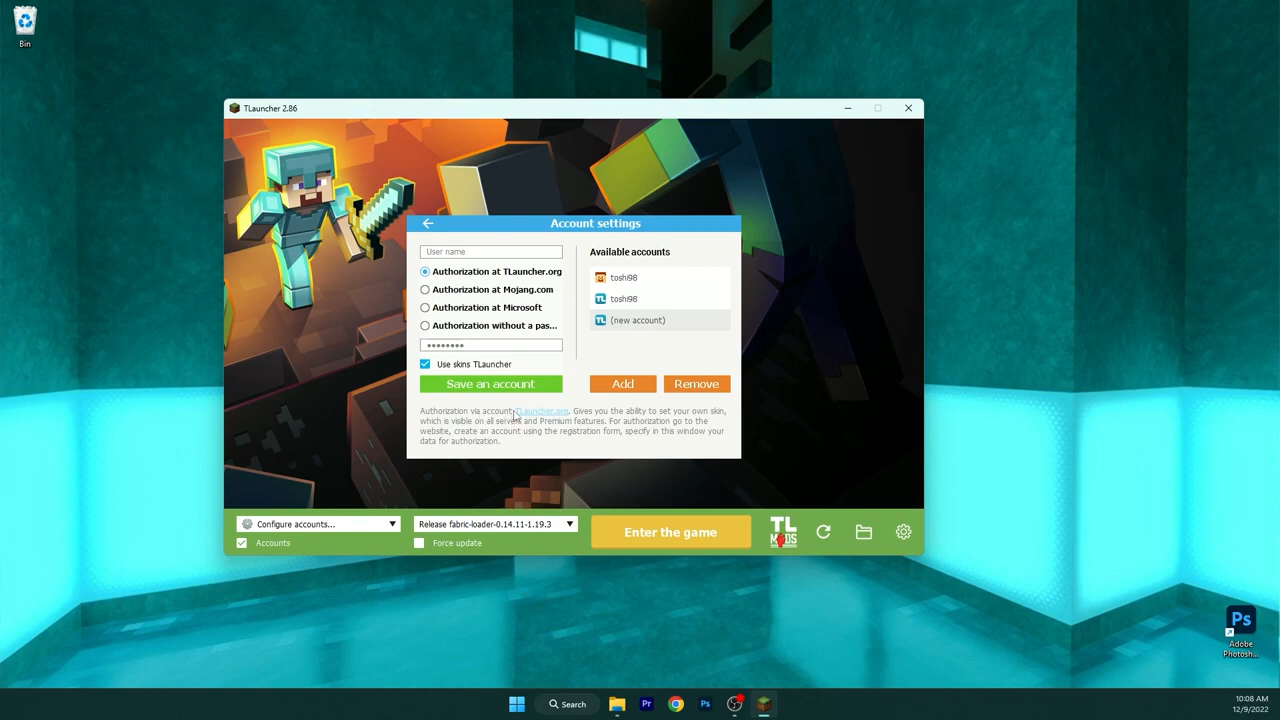 Bin
TLauncher 2.86
Account settings
User name
Authorization at TLauncher.org
Authorization at Mojang.com
Authorization at Microsoft
Authorization without a pas...
Use skins TLauncher
Save an account
Available accounts
toshi98
TL toshi98
TL (new account)
Add
Remove
Authorization via account TLauncher.org. Gives you the ability to set your own skin,
which is visible on all servers and Premium features. For authorization go to the
website, create an account using the registration form, specify in this window your
data for authorization.
Configure accounts...
Accounts
Release fabric-loader-0.14.11-1.19.3
Force update
Enter the game
TL
MODS
Ps
Adobe
Photosh...
Search
Pr
Ps
10:08 AM
12/9/2022